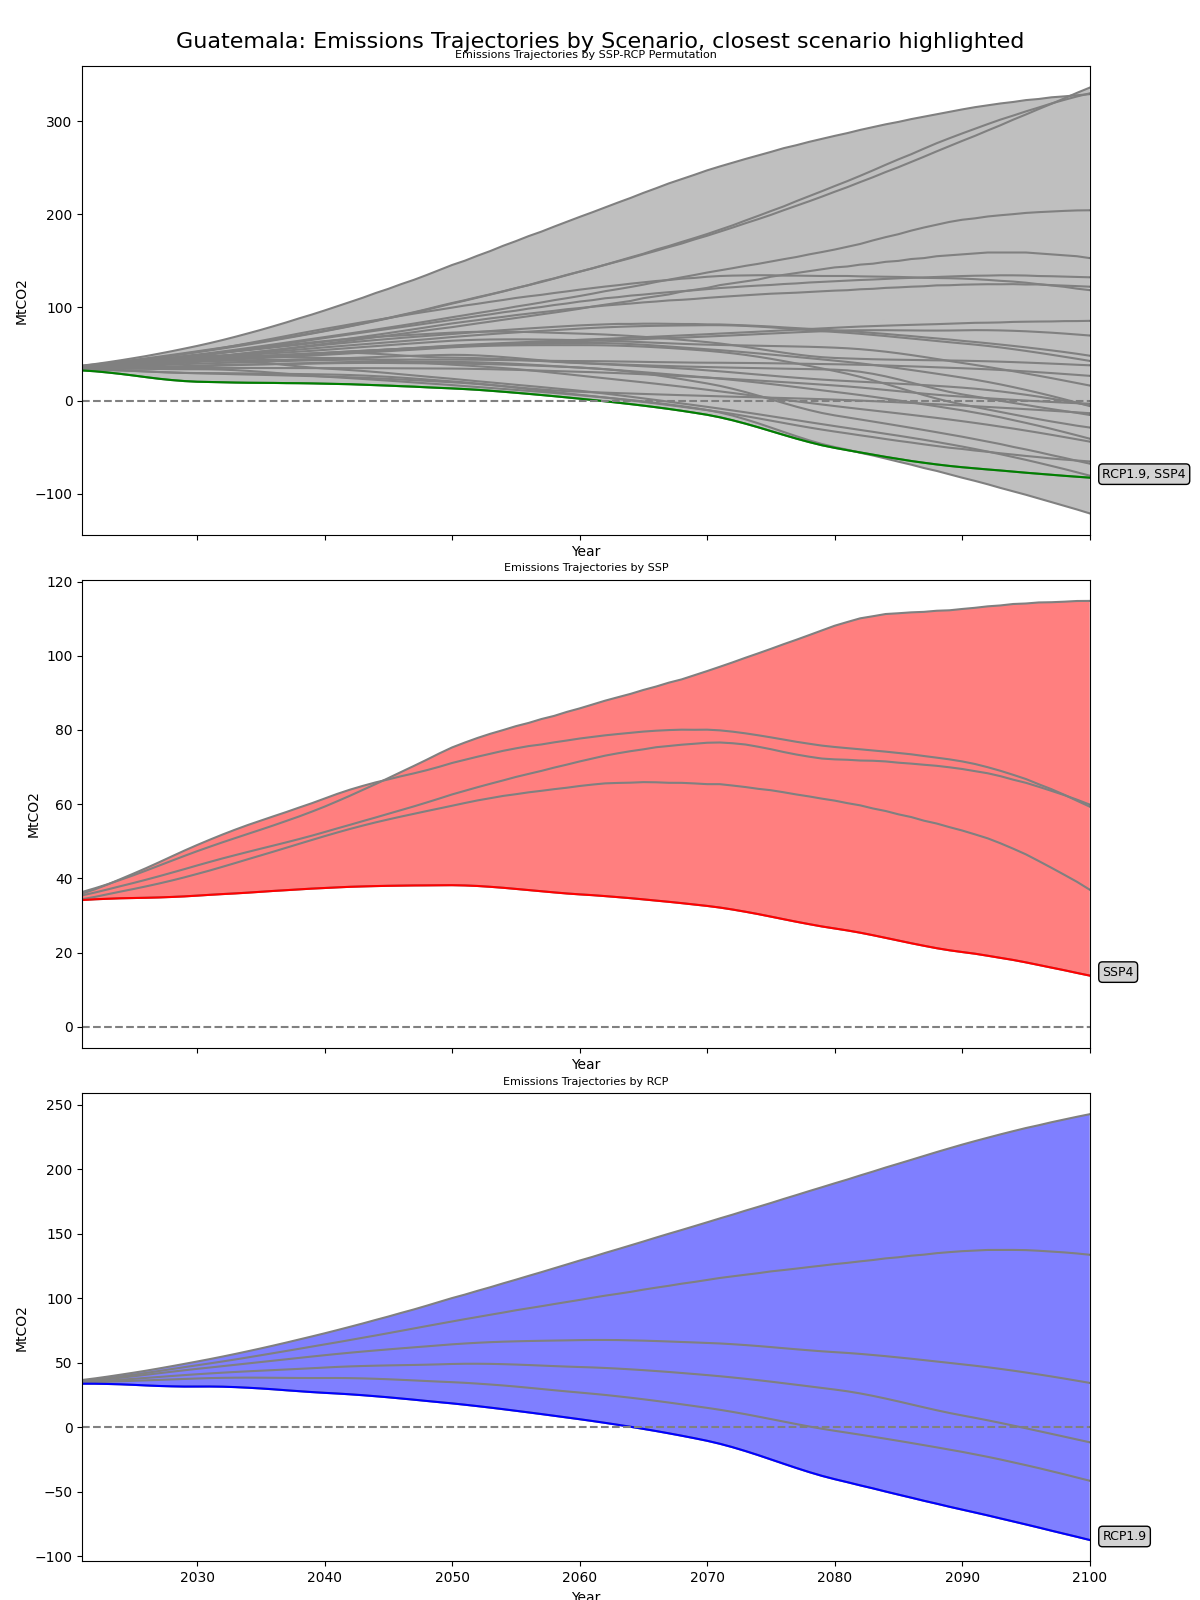 Guatemala: Emissions Trajectories by Scenario, closest scenario highlighted
Emissions Trajectories by SSP-RCP Permutation
300
200
100
0
−100
MtCO2
RCP1.9, SSP4
Year
Emissions Trajectories by SSP
120
100
80
60
40
20
0
MtCO2
SSP4
Year
Emissions Trajectories by RCP
250
200
150
100
50
0
−50
−100
MtCO2
RCP1.9
2030 2040 2050 2060 2070 2080 2090 2100
Year